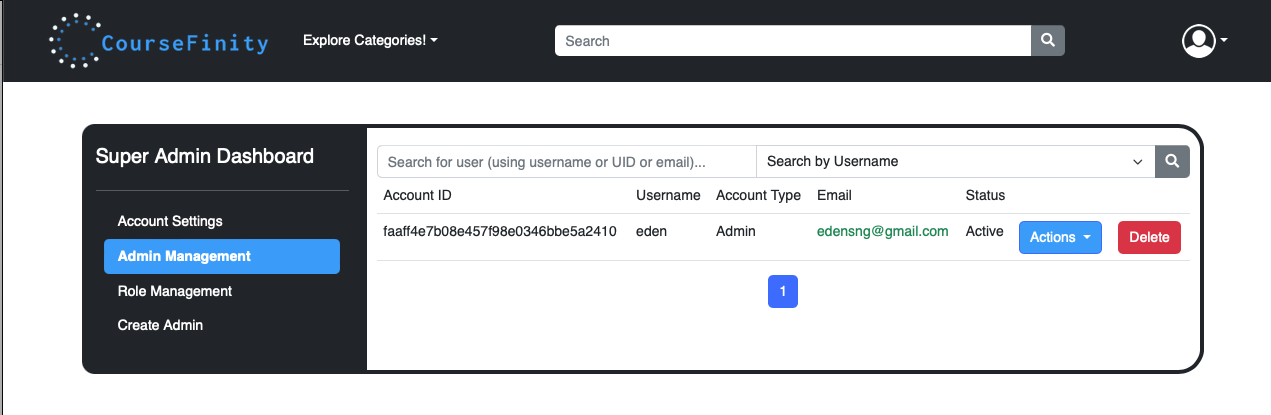 CourseFinity
Explore Categories!
Search
Super Admin Dashboard
Account Settings
Admin Management
Role Management
Create Admin
Search for user (using username or UID or email)... Search by Username
Account ID Username Account Type Email Status
faaff4e7b08e457f98e0346bbe5a2410 eden Admin edensng@gmail.com Active Actions Delete
1